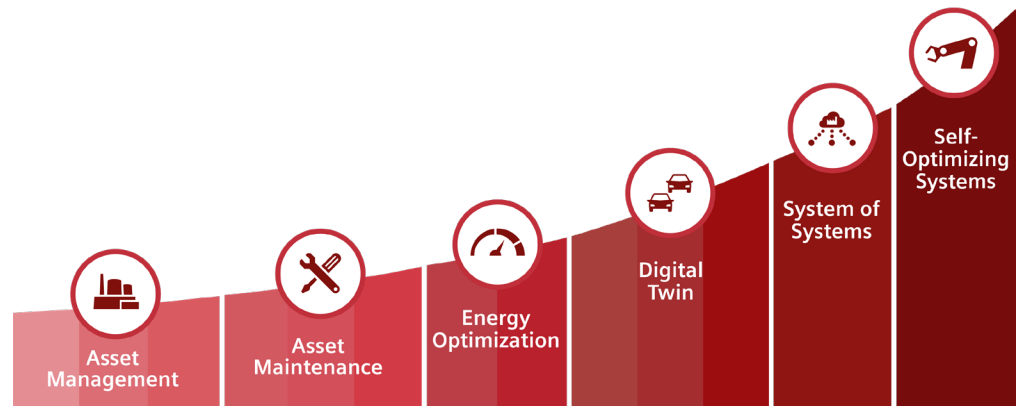 Asset
Management
Asset
Maintenance
Energy
Optimization
Digital
Twin
System of
Systems
Self-
Optimizing
Systems